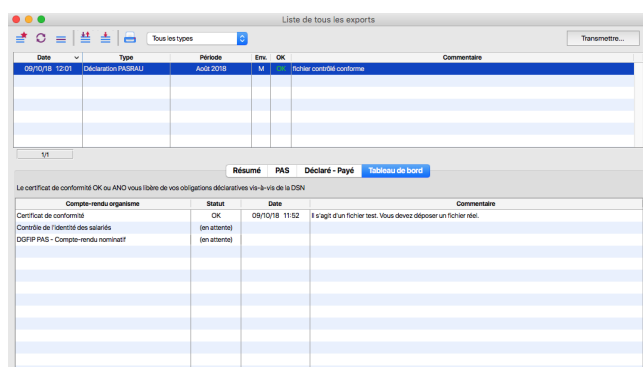 Liste de tous les exports
Tous les types
Transmettre...
Date Type Période Env. OK Commentaire
09/10/18 12:01 Déclaration PASRAU Août 2018 M OK fichier contrôlé conforme
1/1
Résumé PAS Déclaré - Payé Tableau de bord
Le certificat de conformité OK ou ANO vous libère de vos obligations déclaratives vis-à-vis de la DSN
Compte-rendu organisme Statut Date Commentaire
Certificat de conformité OK 09/10/18 11:52 Il s'agit d'un fichier test. Vous devez déposer un fichier réel.
Contrôle de l'identité des salariés (en attente)
DGFIP PAS - Compte-rendu nominatif (en attente)